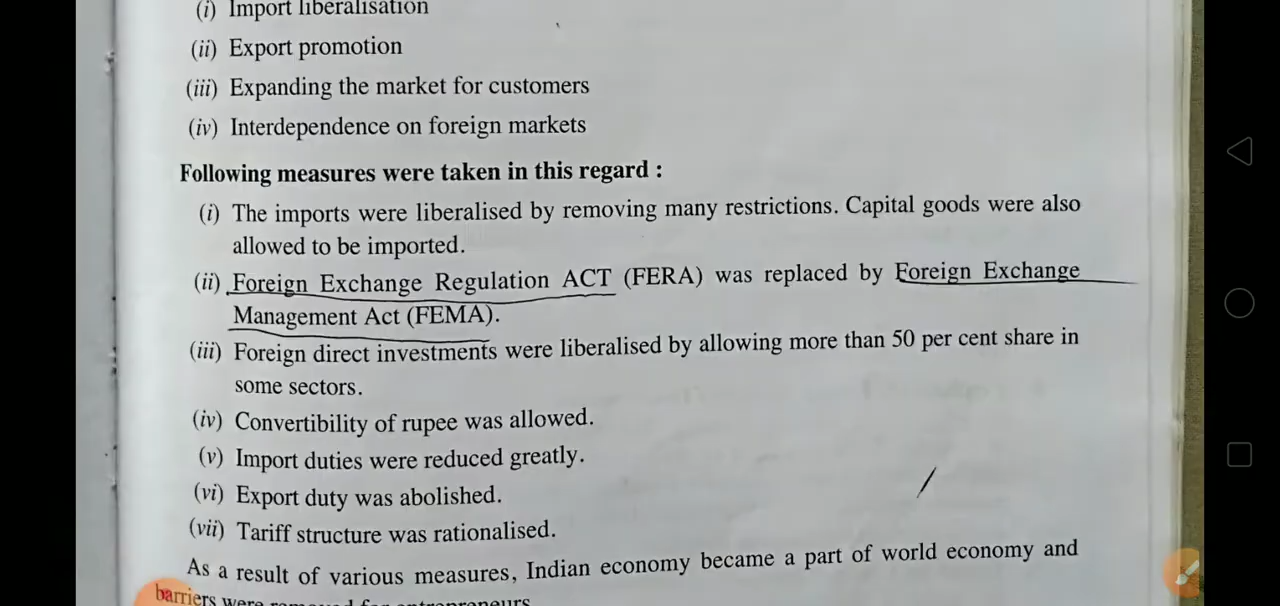 (i) Import liberalisation
(ii) Export promotion
(iii) Expanding the market for customers
(iv) Interdependence on foreign markets
Following measures were taken in this regard :
(i) The imports were liberalised by removing many restrictions. Capital goods were also
allowed to be imported.
(ii) Foreign Exchange Regulation ACT (FERA) was replaced by Foreign Exchange
Management Act (FEMA).
(iii) Foreign direct investments were liberalised by allowing more than 50 per cent share in
some sectors.
(iv) Convertibility of rupee was allowed.
(v) Import duties were reduced greatly.
(vi) Export duty was abolished.
(vii) Tariff structure was rationalised.
As a result of various measures, Indian economy became a part of world economy and
barriers were removed for entrepreneurs